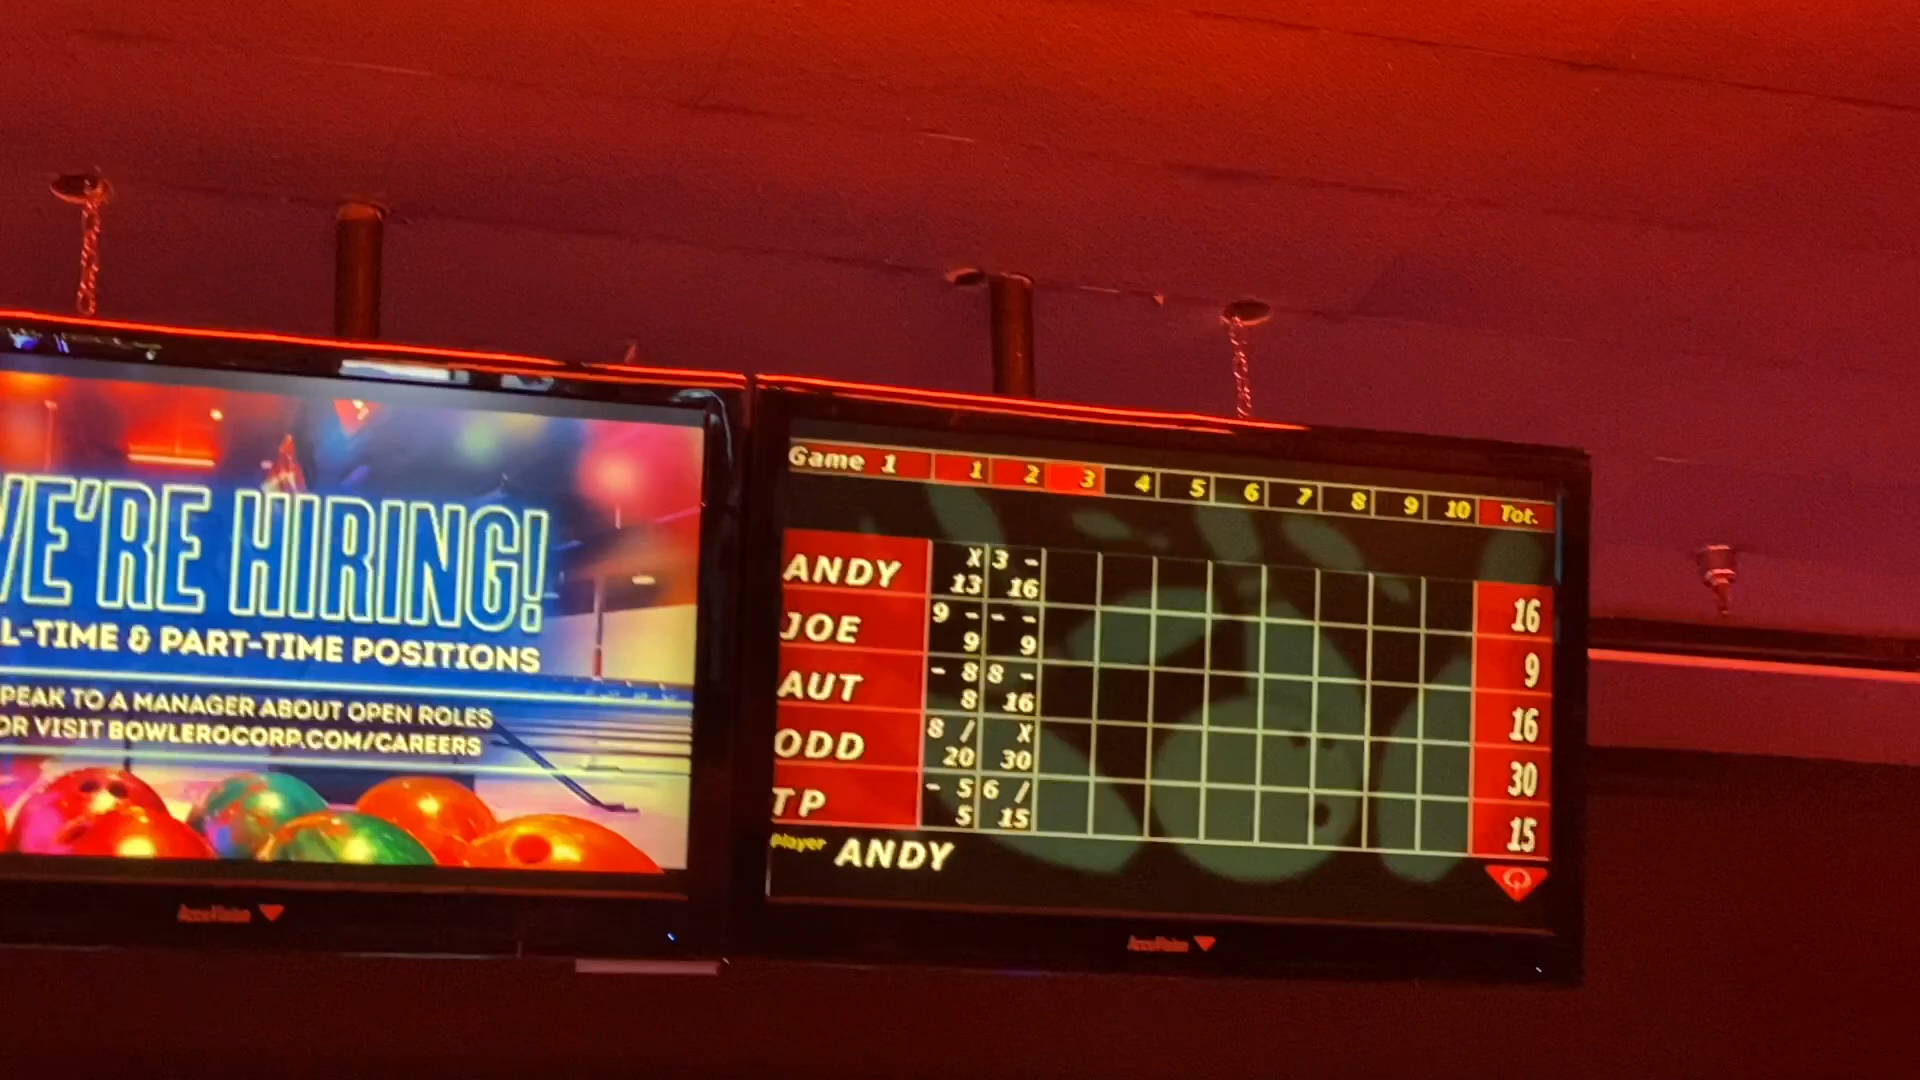 WE'RE HIRING!
L-TIME & PART-TIME POSITIONS
PEAK TO A MANAGER ABOUT OPEN ROLES
OR VISIT BOWLEROCORP.COM/CAREERS
AccuVision
Game 1 1 2 3 4 5 6 7 8 9 10 Tot.
ANDY X 3 -
13 16 16
JOE 9 - - -
9 9 9
AUT - 8 8 -
8 16 16
ODD 8 / X
20 30 30
TP - 5 6 /
5 15 15
Player ANDY
AccuVision